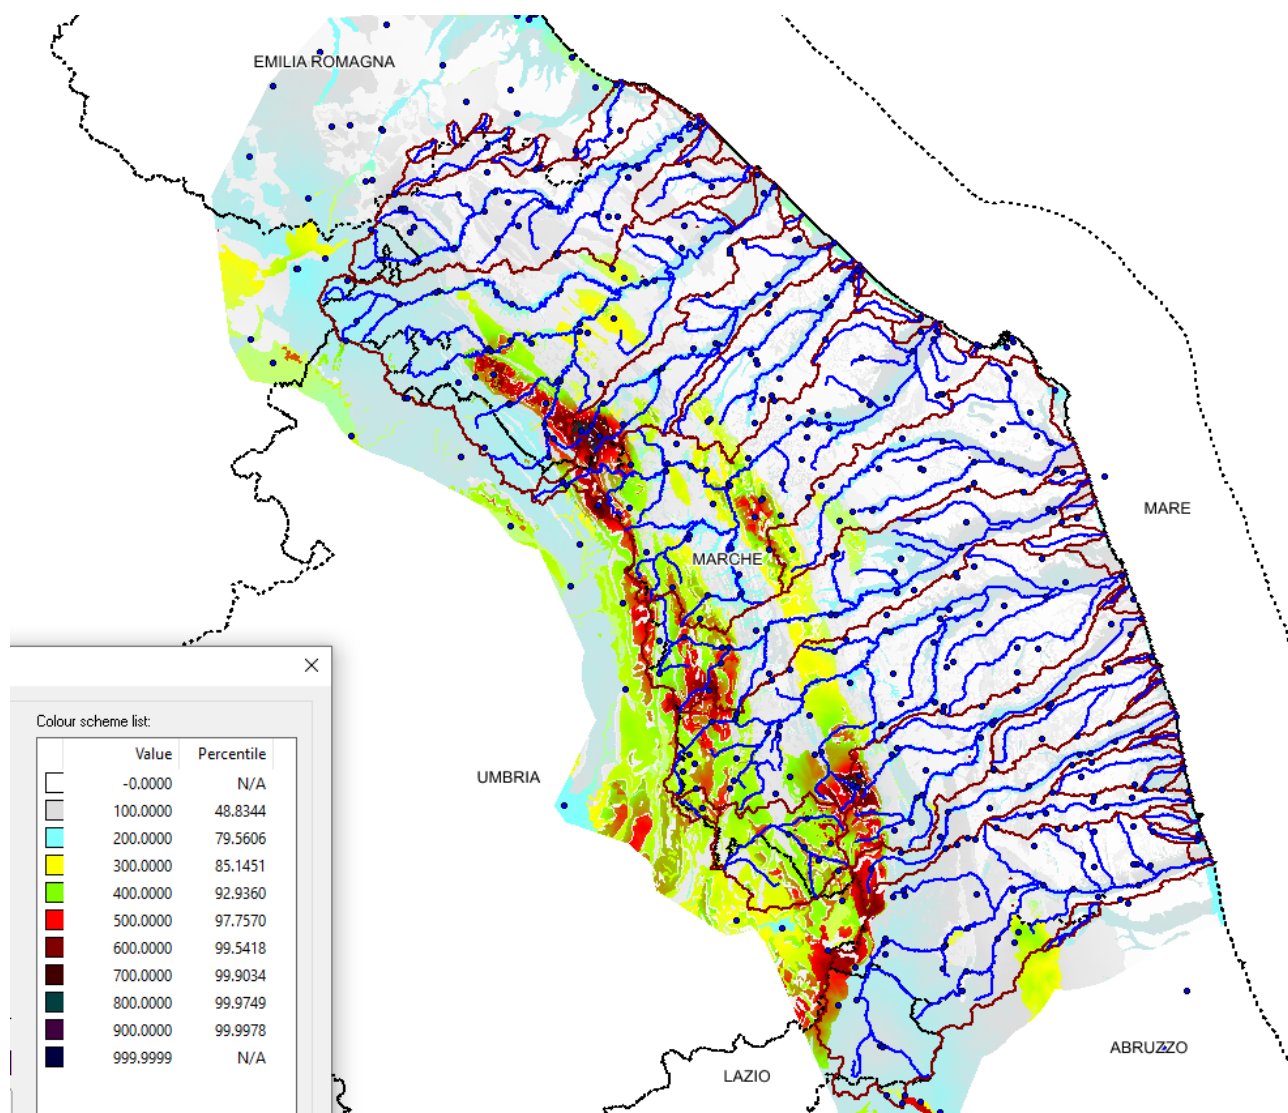 EMILIA ROMAGNA
MARE
MARCHE
UMBRIA
ABRUZZO
LAZIO
Colour scheme list:
Value Percentile
-0.0000 N/A
100.0000 48.8344
200.0000 79.5606
300.0000 85.1451
400.0000 92.9360
500.0000 97.7570
600.0000 99.5418
700.0000 99.9034
800.0000 99.9749
900.0000 99.9978
999.9999 N/A